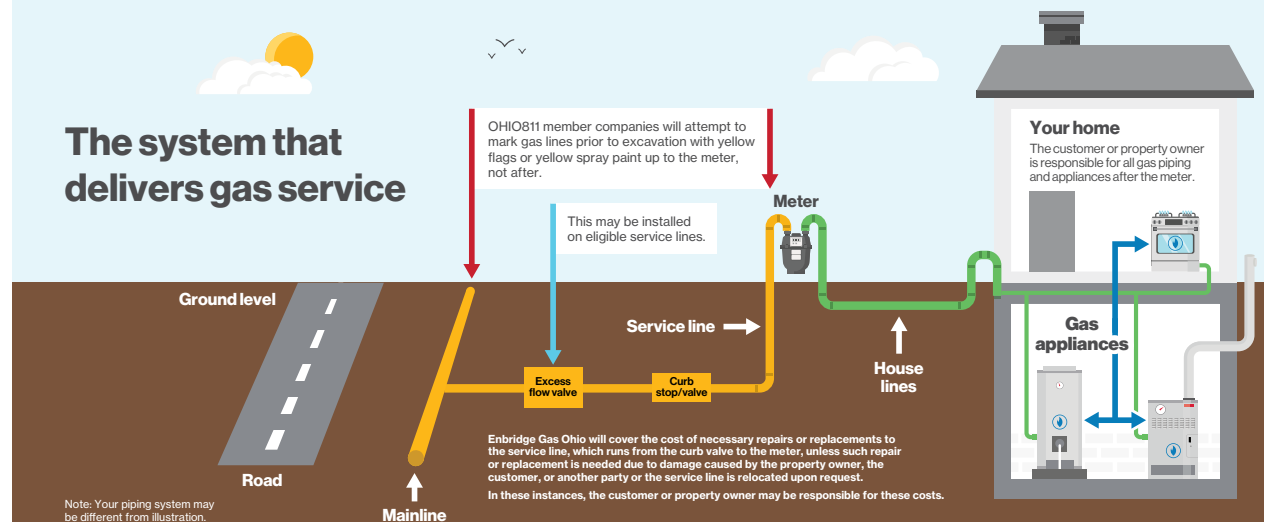 The system that
delivers gas service
OHIO811 member companies will attempt to
mark gas lines prior to excavation with yellow
flags or yellow spray paint up to the meter,
not after.
This may be installed
on eligible service lines.
Meter
Your home
The customer or property owner
is responsible for all gas piping
and appliances after the meter.
Ground level
Service line
House
lines
Gas
appliances
Excess
flow valve
Curb
stop/valve
Road
Mainline
Enbridge Gas Ohio will cover the cost of necessary repairs or replacements to
the service line, which runs from the curb valve to the meter, unless such repair
or replacement is needed due to damage caused by the property owner, the
customer, or another party or the service line is relocated upon request.
In these instances, the customer or property owner may be responsible for these costs.
Note: Your piping system may
be different from illustration.